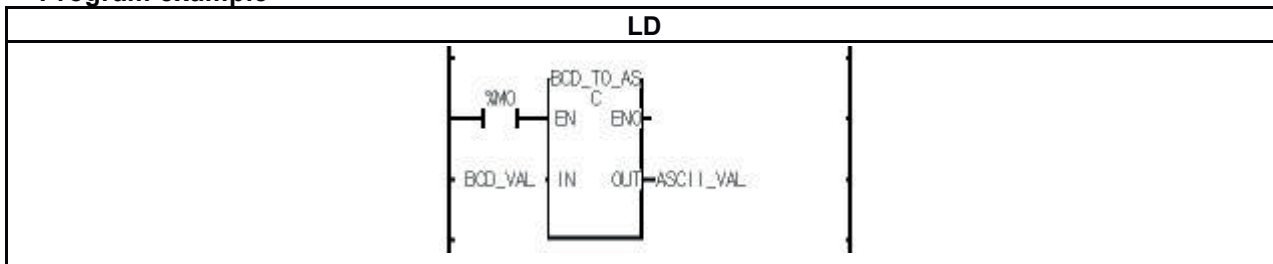 Program example
LD
BCD_TO_AS
C
%M0
EN ENO
BCD_VAL IN OUT ASCII_VAL